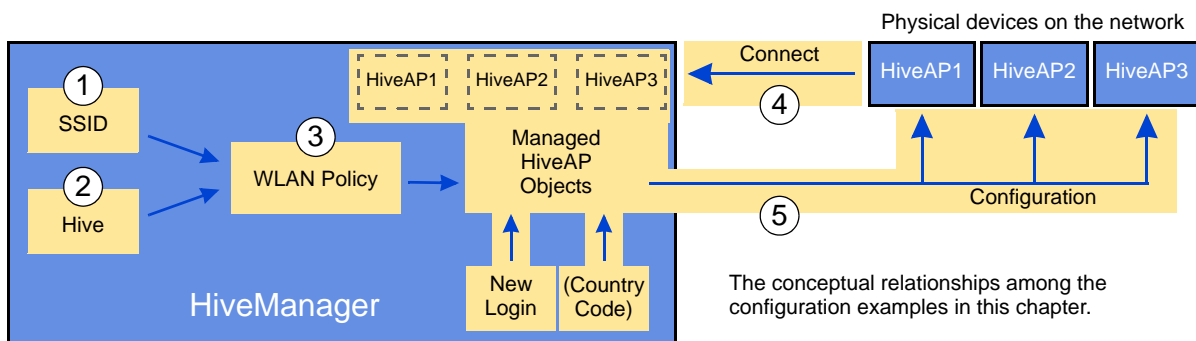 Physical devices on the network
1
SSID
2
Hive
3
WLAN Policy
HiveAP1
HiveAP2
HiveAP3
Managed
HiveAP
Objects
New
Login
(Country
Code)
HiveManager
Connect
4
HiveAP1
HiveAP2
HiveAP3
Configuration
5
The conceptual relationships among the
configuration examples in this chapter.